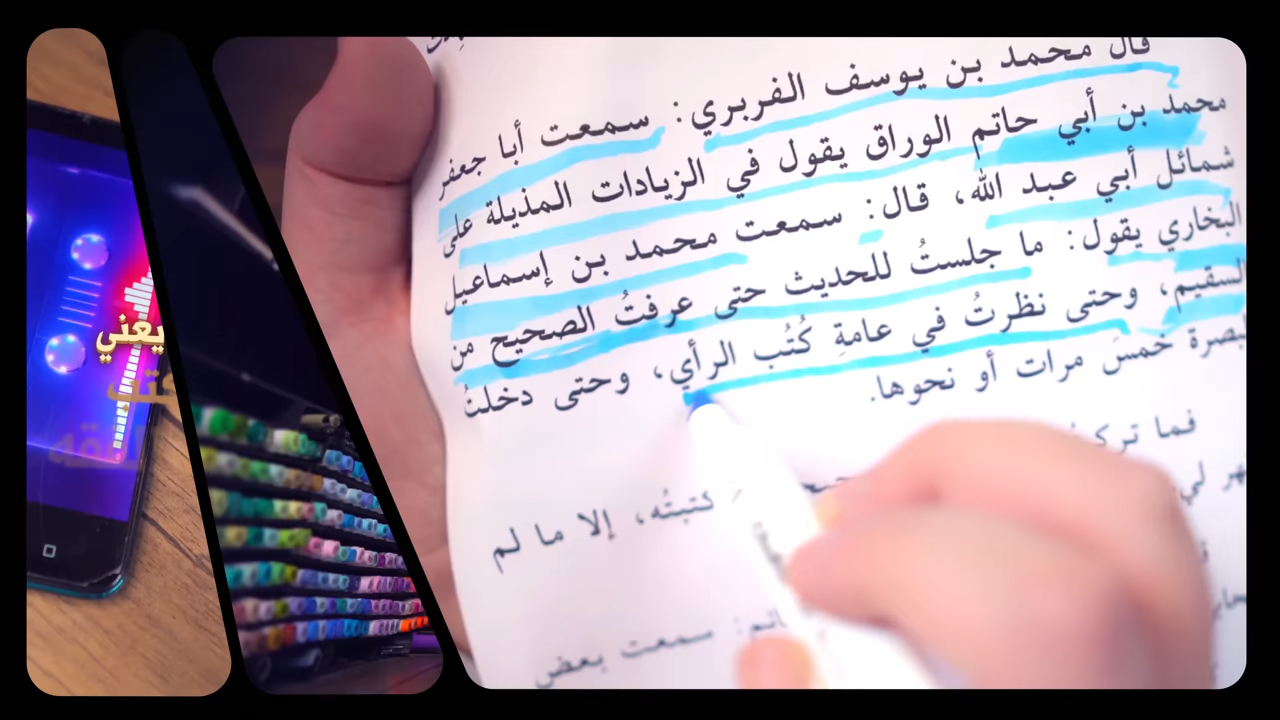 قال محمد بن يوسف الفربري: سمعت أبا جعفر
محمد بن أبي حاتم الوراق يقول في الزيادات المذيلة على
شمائل أبي عبد الله، قال: سمعت محمد بن إسماعيل
البخاري يقول: ما جلستُ للحديث حتى عرفتُ الصحيح من
السقيم، وحتى نظرتُ في عامةِ كُتُب الرأي، وحتى دخلتُ
البصرة خمسَ مرات أو نحوها.
فما
كتبتُه، إلا ما لم
سمعت بعض
يعني